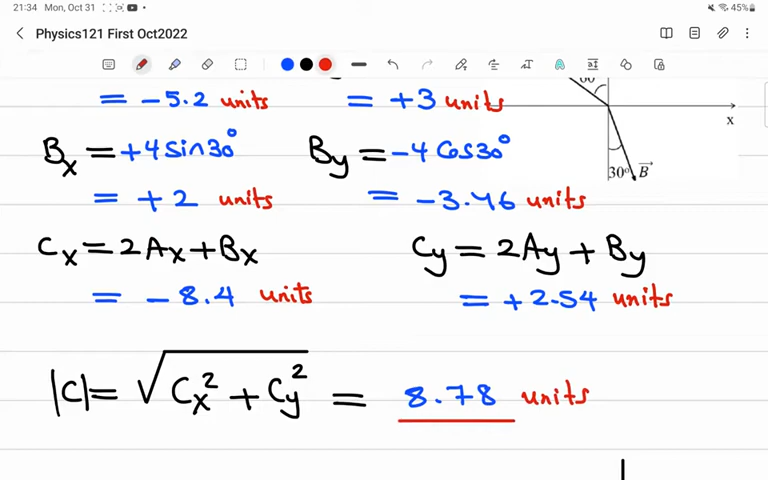 21:34 Mon, Oct 31 45%
Physics121 First Oct2022
60
= -5.2 units = +3 units
x
Bx = +4 sin30° By = -4 Cos30°
30° B
= +2 units = -3.46 units
Cx = 2Ax + Bx Cy = 2Ay + By
= -8.4 units = +2.54 units
|C| = √Cx² + Cy² = 8.78 units